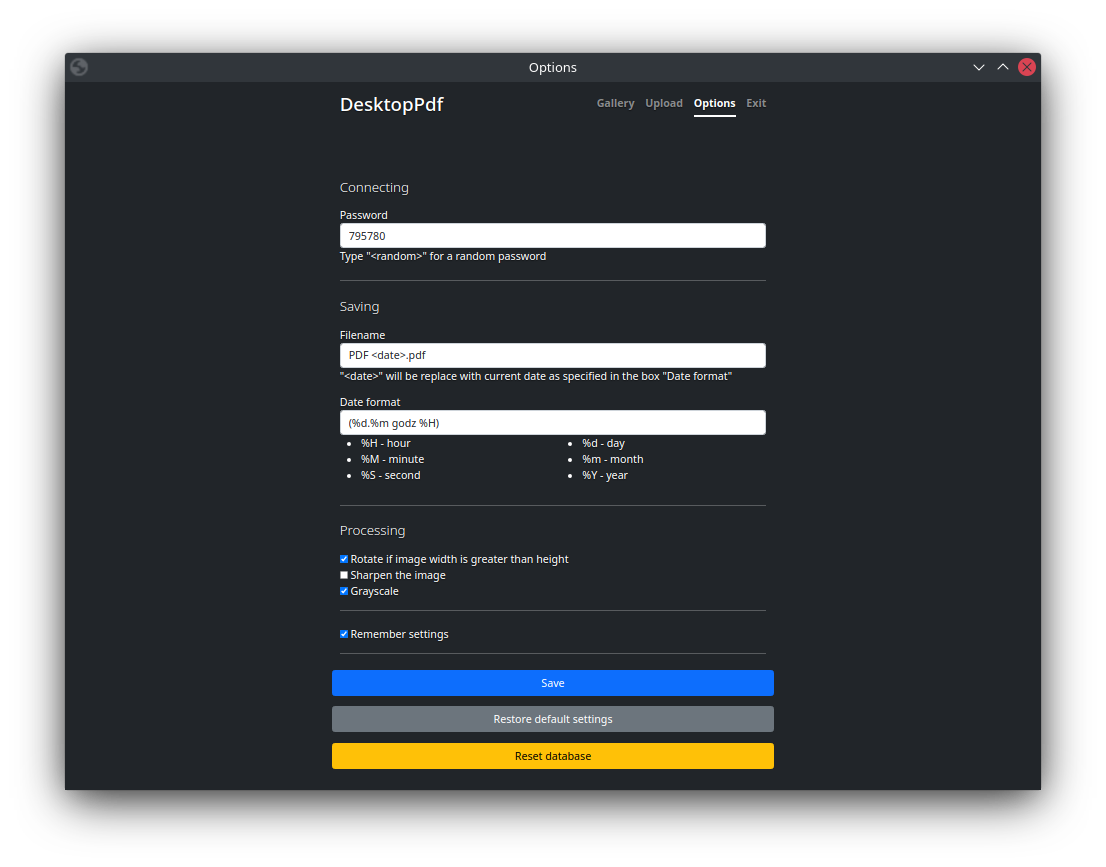 Options
DesktopPdf
Gallery Upload Options Exit
Connecting
Password
795780
Type "<random>" for a random password
Saving
Filename
PDF <date>.pdf
"<date>" will be replace with current date as specified in the box "Date format"
Date format
(%d.%m godz %H)
%H - hour
%M - minute
%S - second
%d - day
%m - month
%Y - year
Processing
Rotate if image width is greater than height
Sharpen the image
Grayscale
Remember settings
Save
Restore default settings
Reset database